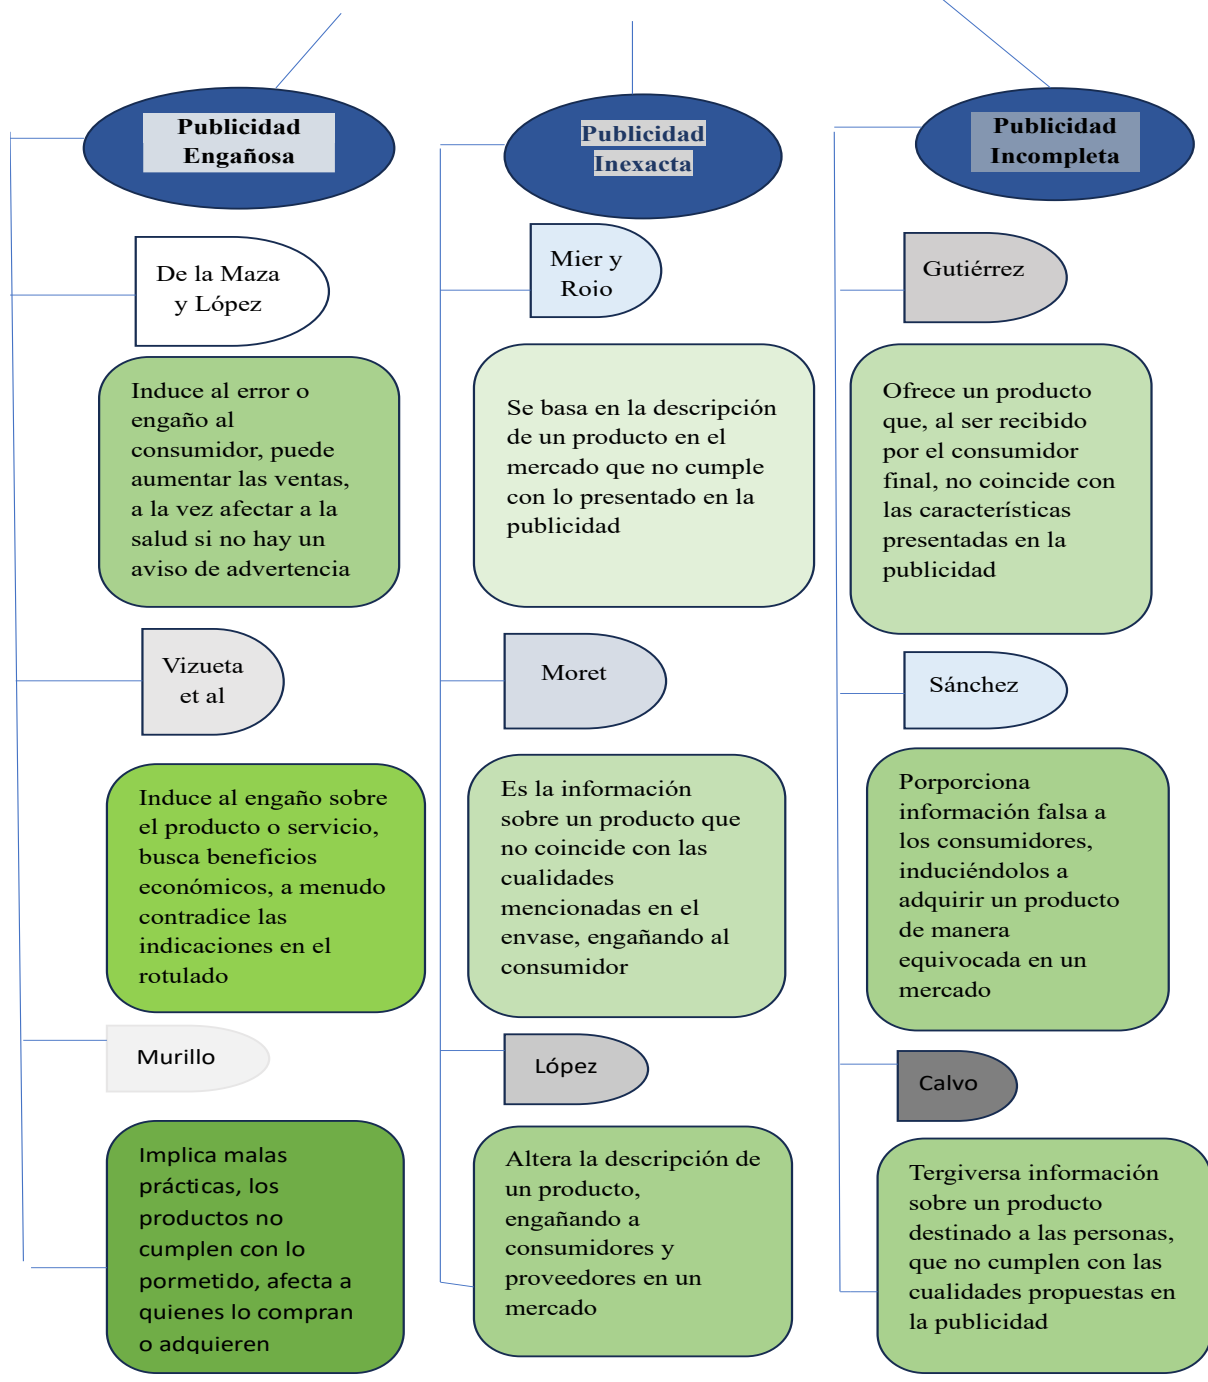 Publicidad
Engañosa
De la Maza
y López
Induce al error o
engaño al
consumidor, puede
aumentar las ventas,
a la vez afectar a la
salud si no hay un
aviso de advertencia
Vizueta
et al
Induce al engaño sobre
el producto o servicio,
busca beneficios
económicos, a menudo
contradice las
indicaciones en el
rotulado
Murillo
Implica malas
prácticas, los
productos no
cumplen con lo
pormetido, afecta a
quienes lo compran
o adquieren
Publicidad
Inexacta
Mier y
Rojo
Se basa en la descripción
de un producto en el
mercado que no cumple
con lo presentado en la
publicidad
Moret
Es la información
sobre un producto que
no coincide con las
cualidades
mencionadas en el
envase, engañando al
consumidor
López
Altera la descripción de
un producto,
engañando a
consumidores y
proveedores en un
mercado
Publicidad
Incompleta
Gutiérrez
Ofrece un producto
que, al ser recibido
por el consumidor
final, no coincide con
las características
presentadas en la
publicidad
Sánchez
Porporciona
información falsa a
los consumidores,
induciéndolos a
adquirir un producto
de manera
equivocada en un
mercado
Calvo
Tergiversa información
sobre un producto
destinado a las personas,
que no cumplen con las
cualidades propuestas en
la publicidad